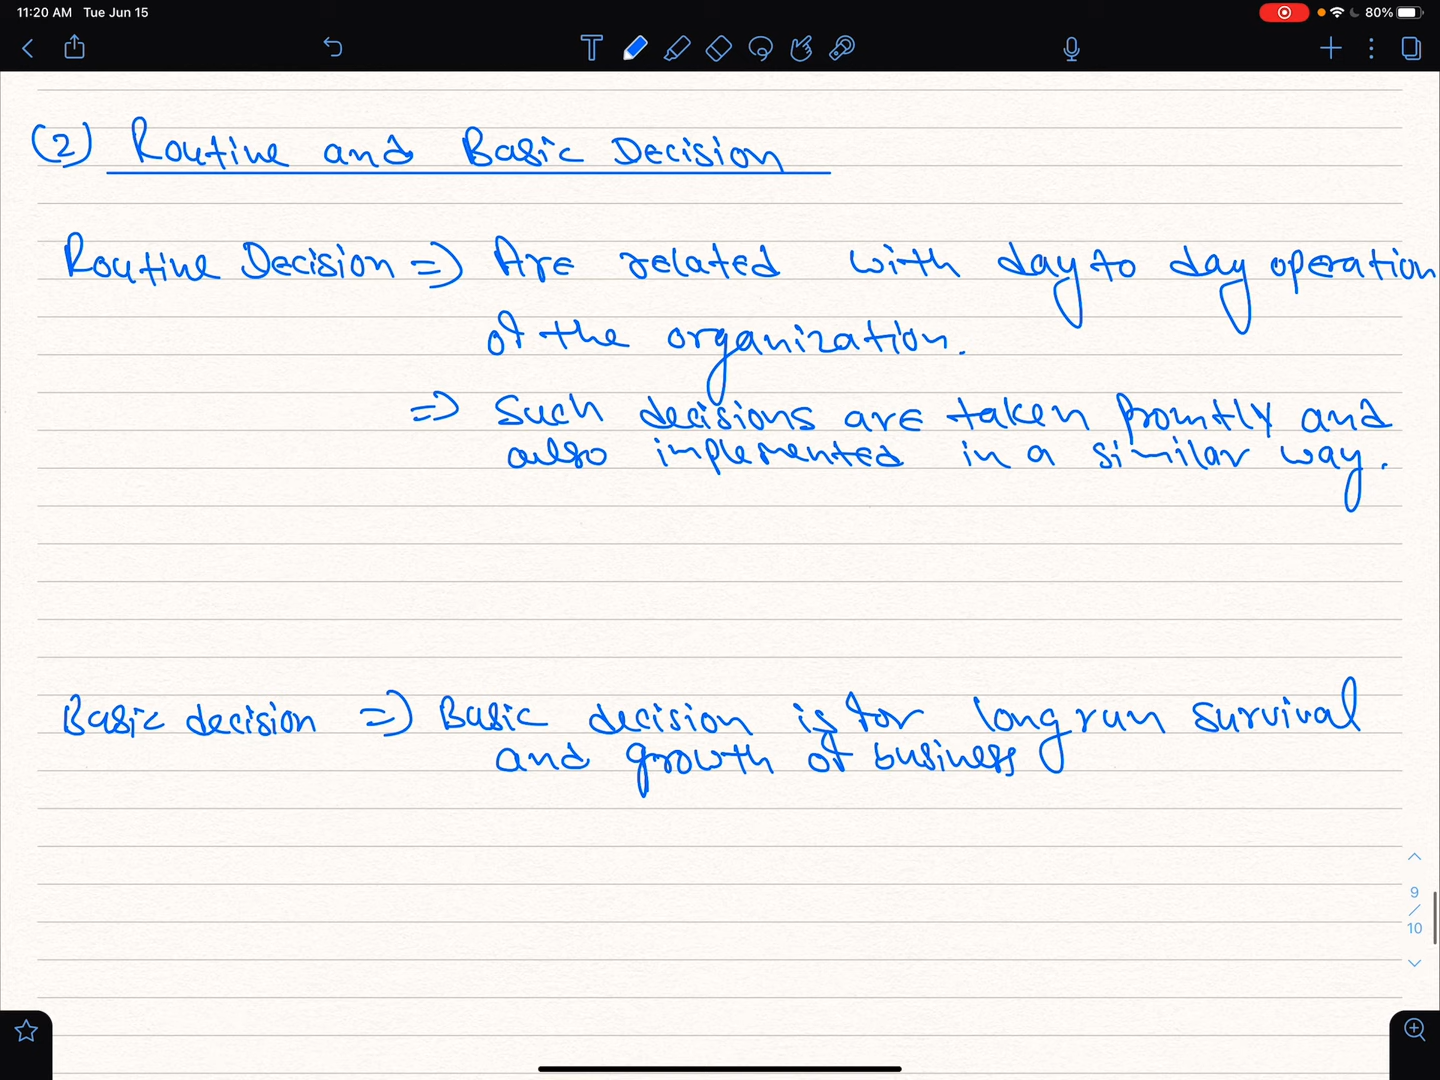 11:20 AM Tue Jun 15
80%
(2) Routine and Basic Decision
Routine Decision => Are related with day to day operation
of the organization.
=> Such decisions are taken promtly and
also implemented in a similar way.
Basic decision => Basic decision is for long run survival
and growth of business
9
/
10